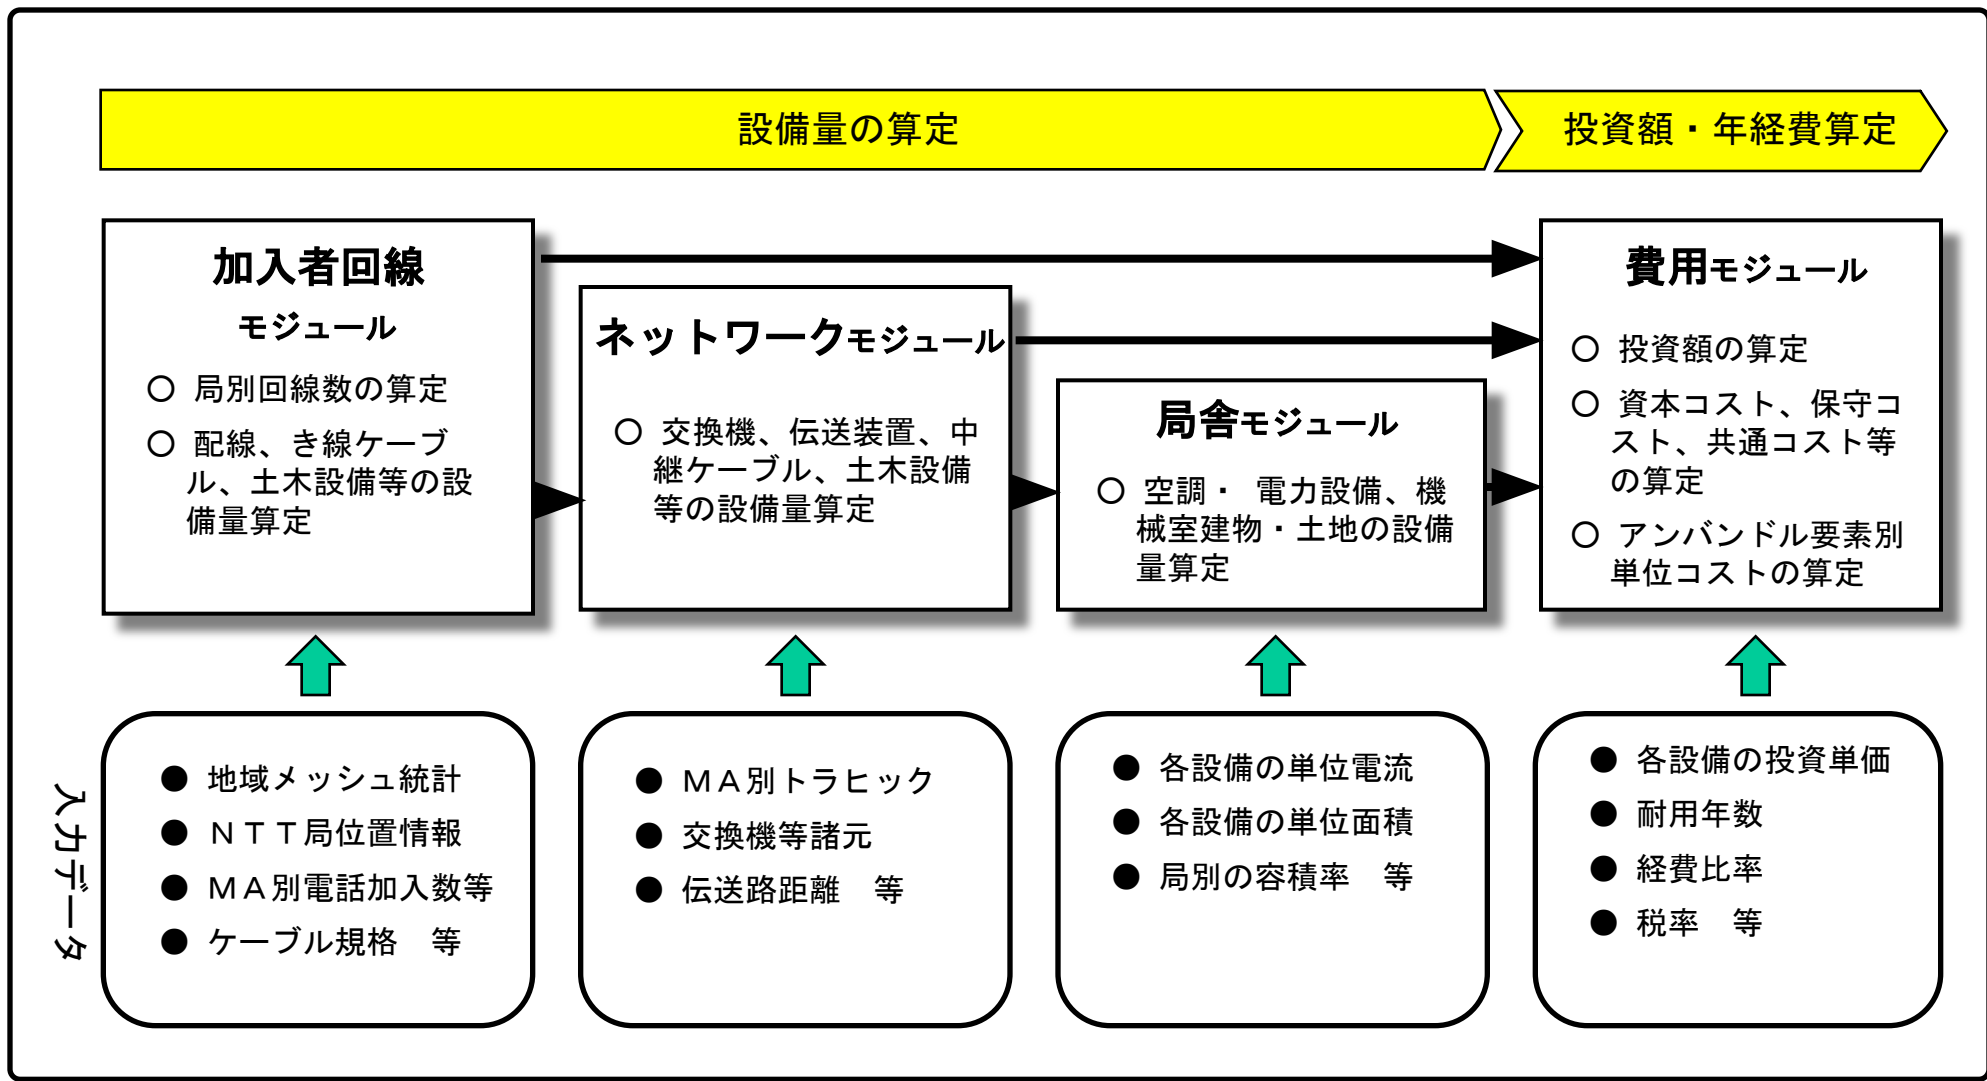 設備量の算定
投資額・年経費算定
加入者回線
モジュール
○ 局別回線数の算定
○ 配線、き線ケーブ
ル、土木設備等の設
備量算定
ネットワークモジュール
○ 交換機、伝送装置、中
継ケーブル、土木設備
等の設備量算定
局舎モジュール
○ 空調・ 電力設備、機
械室建物・土地の設備
量算定
費用モジュール
○ 投資額の算定
○ 資本コスト、保守コ
スト、共通コスト等
の算定
○ アンバンドル要素別
単位コストの算定
入力データ
● 地域メッシュ統計
● ＮＴＴ局位置情報
● ＭＡ別電話加入数等
● ケーブル規格　等
● ＭＡ別トラヒック
● 交換機等諸元
● 伝送路距離　等
● 各設備の単位電流
● 各設備の単位面積
● 局別の容積率　等
● 各設備の投資単価
● 耐用年数
● 経費比率
● 税率　等